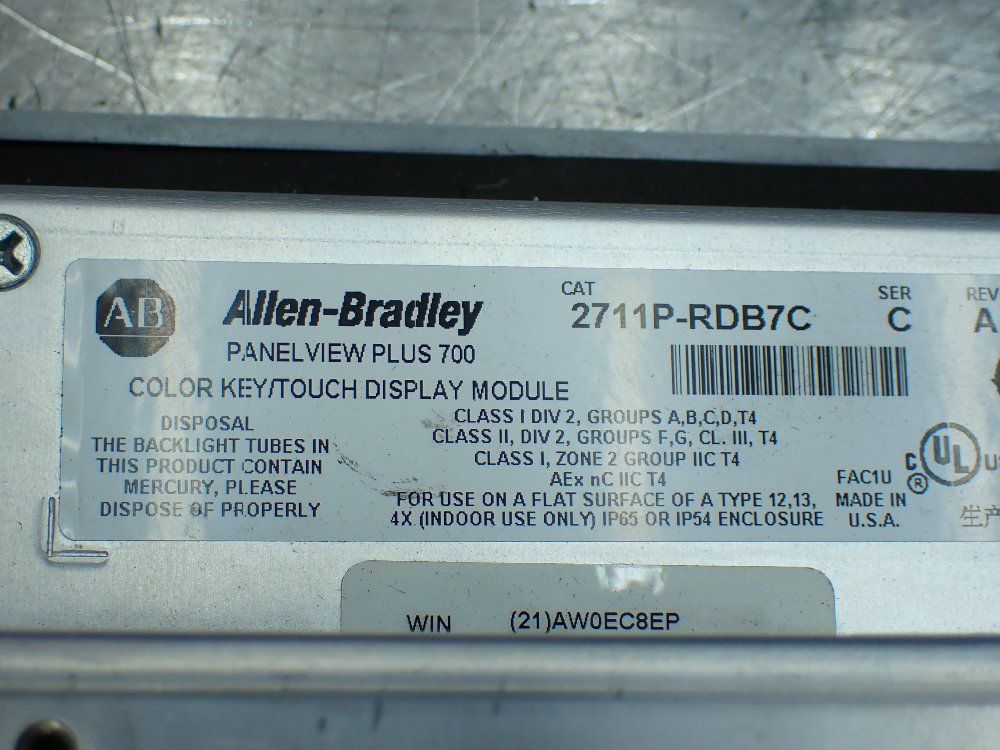 AB
Allen-Bradley
PANELVIEW PLUS 700
COLOR KEY/TOUCH DISPLAY MODULE
CAT
2711P-RDB7C
SER
C
REV
A
DISPOSAL
THE BACKLIGHT TUBES IN
THIS PRODUCT CONTAIN
MERCURY, PLEASE
DISPOSE OF PROPERLY
CLASS I DIV 2, GROUPS A,B,C,D,T4
CLASS II, DIV 2, GROUPS F,G, CL. III, T4
CLASS I, ZONE 2 GROUP IIC T4
AEx nC IIC T4
FOR USE ON A FLAT SURFACE OF A TYPE 12,13,
4X (INDOOR USE ONLY) IP65 OR IP54 ENCLOSURE
FAC1U
MADE IN
U.S.A.
C UL ®
生产
WIN (21)AW0EC8EP